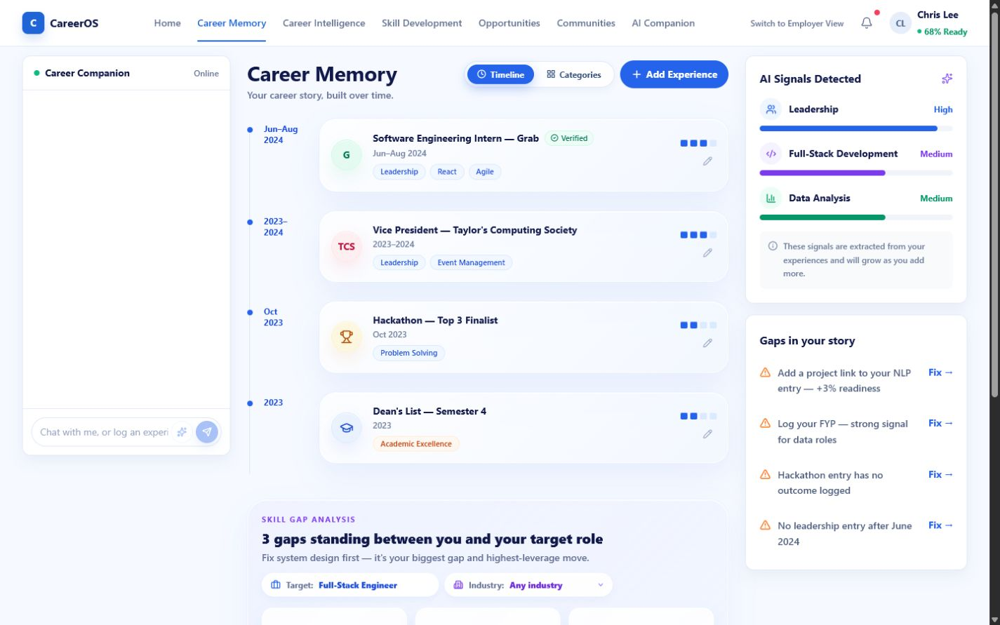 C CareerOS
Home Career Memory Career Intelligence Skill Development Opportunities Communities AI Companion
Switch to Employer View
CL Chris Lee
68% Ready
Career Companion Online
Chat with me, or log an experi
Career Memory
Your career story, built over time.
Timeline Categories
+ Add Experience
Jun–Aug
2024
G
Software Engineering Intern — Grab Verified
Jun–Aug 2024
Leadership React Agile
2023–
2024
TCS
Vice President — Taylor's Computing Society
2023–2024
Leadership Event Management
Oct
2023
Hackathon — Top 3 Finalist
Oct 2023
Problem Solving
2023
Dean's List — Semester 4
2023
Academic Excellence
SKILL GAP ANALYSIS
3 gaps standing between you and your target role
Fix system design first — it's your biggest gap and highest-leverage move.
Target: Full-Stack Engineer
Industry: Any industry
AI Signals Detected
Leadership High
Full-Stack Development Medium
Data Analysis Medium
These signals are extracted from your
experiences and will grow as you add
more.
Gaps in your story
Add a project link to your NLP
entry — +3% readiness
Fix →
Log your FYP — strong signal
for data roles
Fix →
Hackathon entry has no
outcome logged
Fix →
No leadership entry after June
2024
Fix →